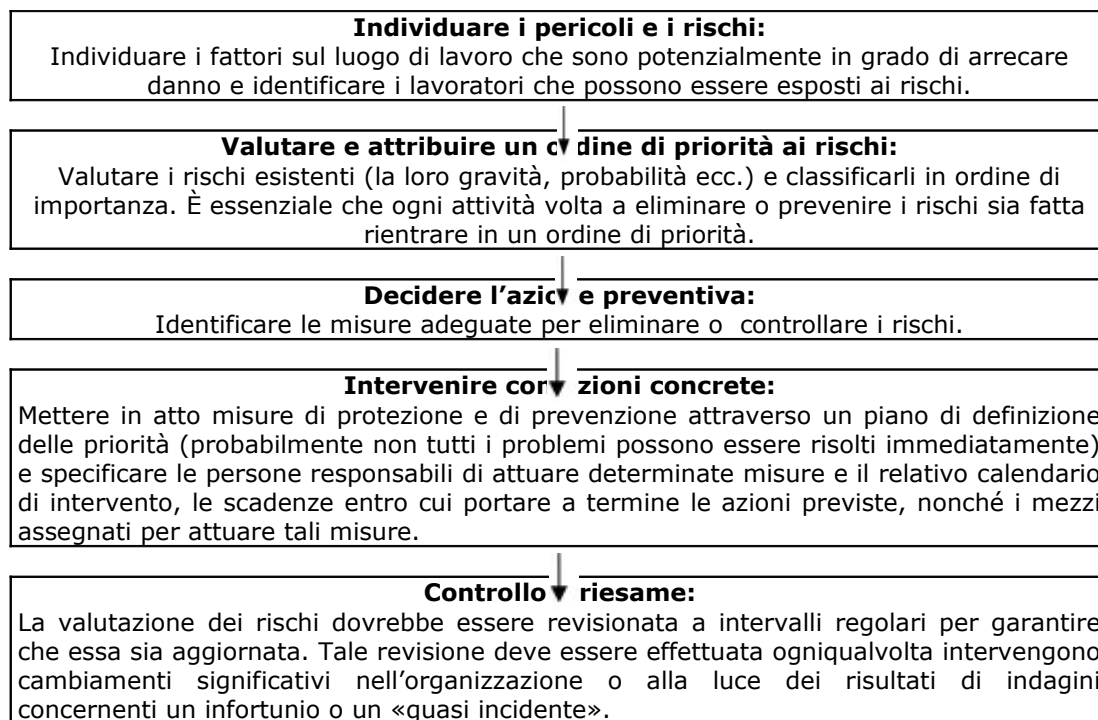 Individuare i pericoli e i rischi:
Individuare i fattori sul luogo di lavoro che sono potenzialmente in grado di arrecare
danno e identificare i lavoratori che possono essere esposti ai rischi.
Valutare e attribuire un ordine di priorità ai rischi:
Valutare i rischi esistenti (la loro gravità, probabilità ecc.) e classificarli in ordine di
importanza. È essenziale che ogni attività volta a eliminare o prevenire i rischi sia fatta
rientrare in un ordine di priorità.
Decidere l’azione preventiva:
Identificare le misure adeguate per eliminare o controllare i rischi.
Intervenire con azioni concrete:
Mettere in atto misure di protezione e di prevenzione attraverso un piano di definizione
delle priorità (probabilmente non tutti i problemi possono essere risolti immediatamente)
e specificare le persone responsabili di attuare determinate misure e il relativo calendario
di intervento, le scadenze entro cui portare a termine le azioni previste, nonché i mezzi
assegnati per attuare tali misure.
Controllo e riesame:
La valutazione dei rischi dovrebbe essere revisionata a intervalli regolari per garantire
che essa sia aggiornata. Tale revisione deve essere effettuata ogniqualvolta intervengono
cambiamenti significativi nell’organizzazione o alla luce dei risultati di indagini
concernenti un infortunio o un «quasi incidente».